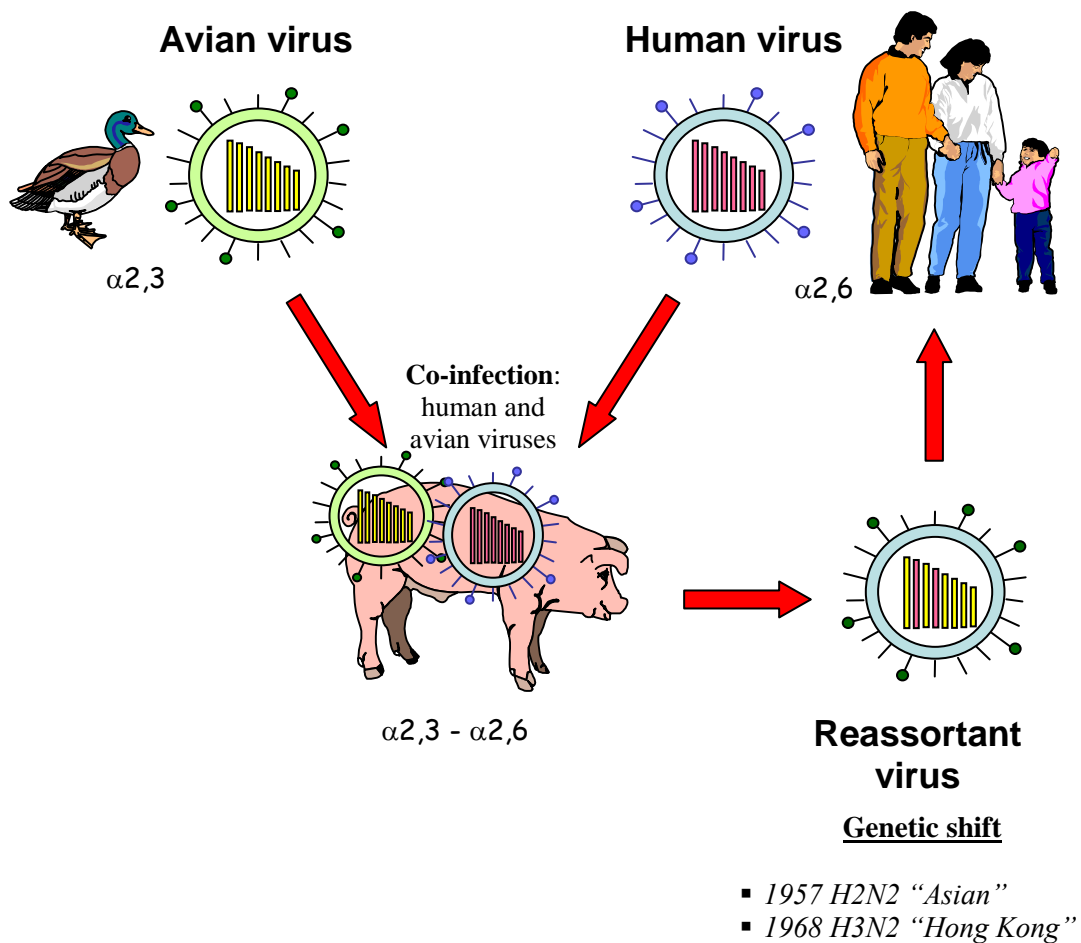 Avian virus
Human virus
α2,3
α2,6
Co-infection:
human and
avian viruses
α2,3 - α2,6
Reassortant
virus
Genetic shift
▪ 1957 H2N2 “Asian”
▪ 1968 H3N2 “Hong Kong”